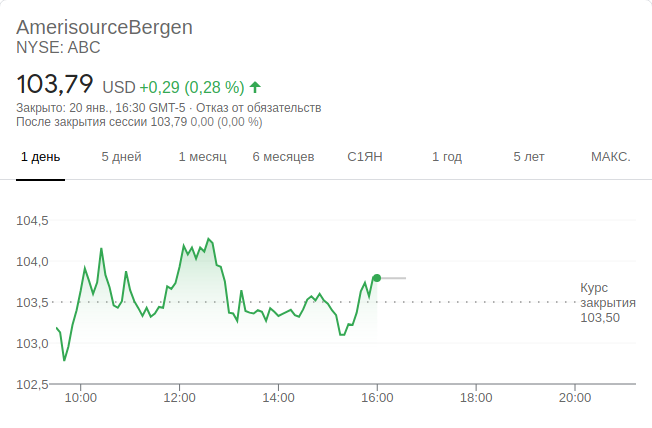 AmerisourceBergen
NYSE: ABC
103,79 USD +0,29 (0,28 %)
Закрыто: 20 янв., 16:30 GMT-5 · Отказ от обязательств
После закрытия сессии 103,79 0,00 (0,00 %)
1 день 5 дней 1 месяц 6 месяцев С1ЯН 1 год 5 лет МАКС.
104,5
104,0
103,5
103,0
102,5
Курс
закрытия
103,50
10:00 12:00 14:00 16:00 18:00 20:00